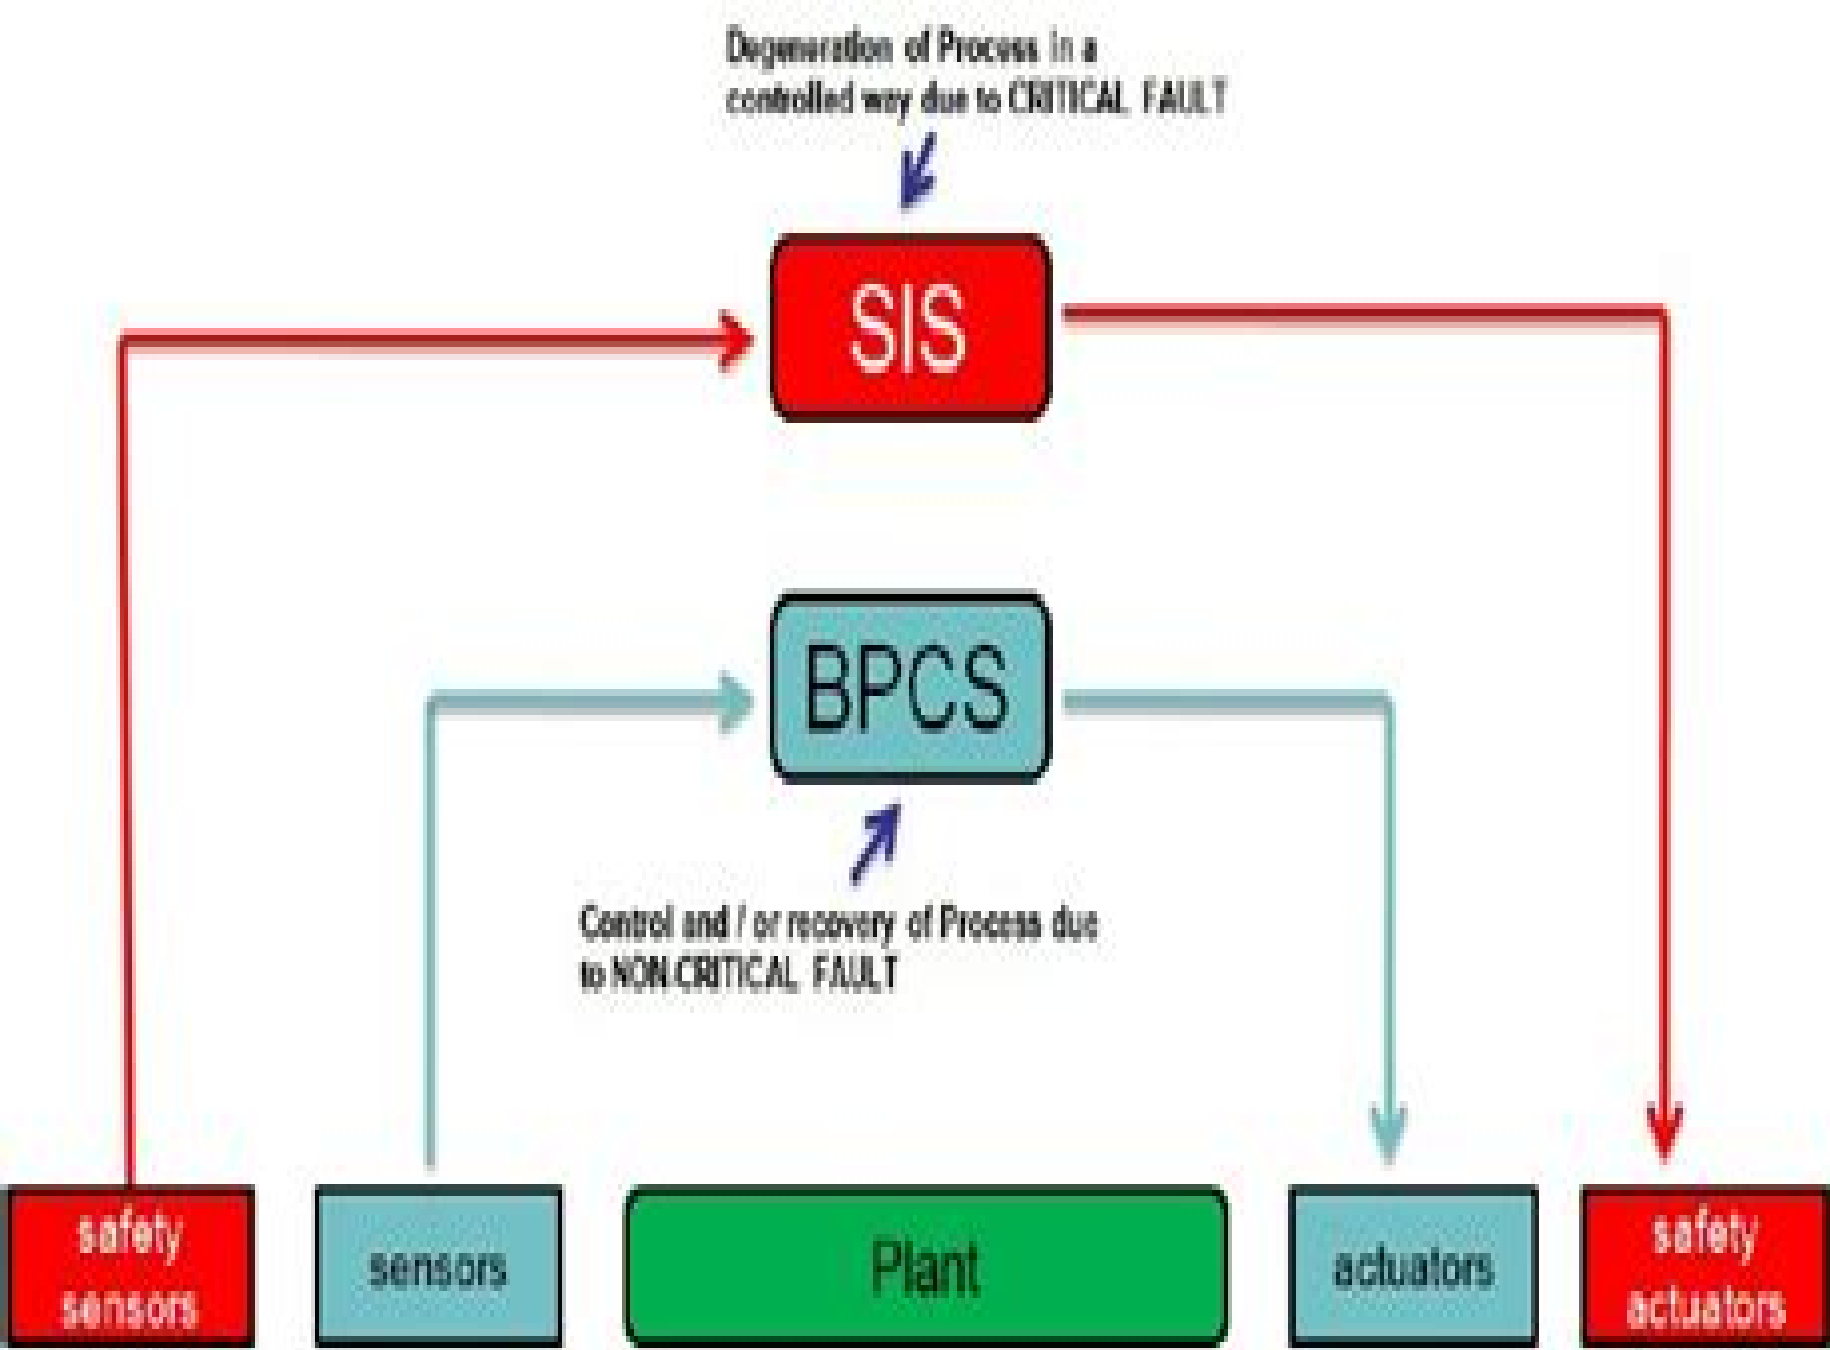 Degeneration of Process in a
controlled way due to CRITICAL FAULT
SIS
BPCS
Control and / or recovery of Process due
to NON-CRITICAL FAULT
safety
sensors
sensors
Plant
actuators
safety
actuators